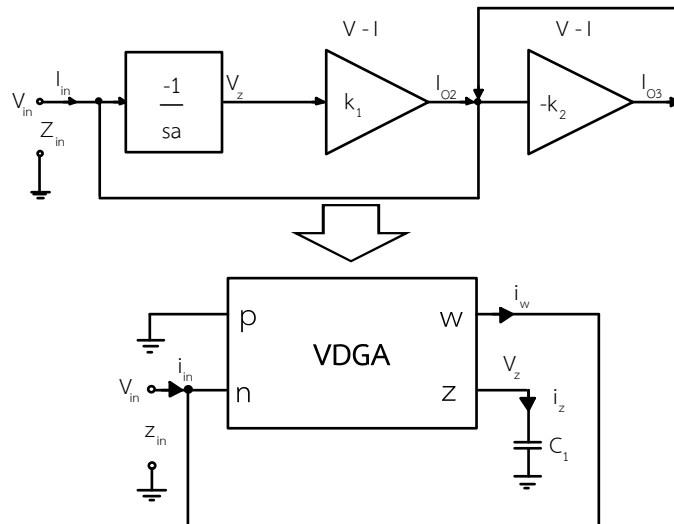 V - I
V - I
I_in
V_in
Z_in
-1
sa
V_z
k_1
I_O2
-k_2
I_O3
p
w
i_w
VDGA
V_z
i_in
V_in
n
z
i_z
z_in
C_1